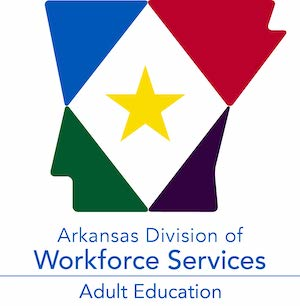 Arkansas Division of
Workforce Services
Adult Education